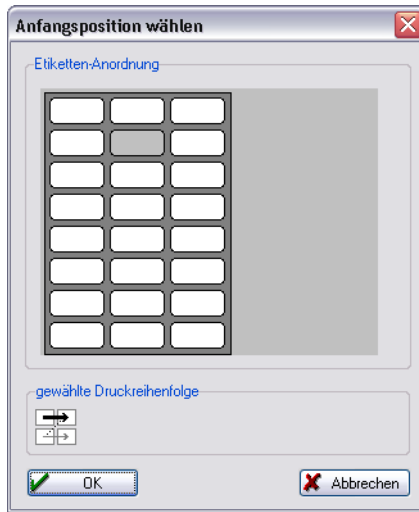 Anfangsposition wählen
Etiketten-Anordnung
gewählte Druckreihenfolge
OK
Abbrechen